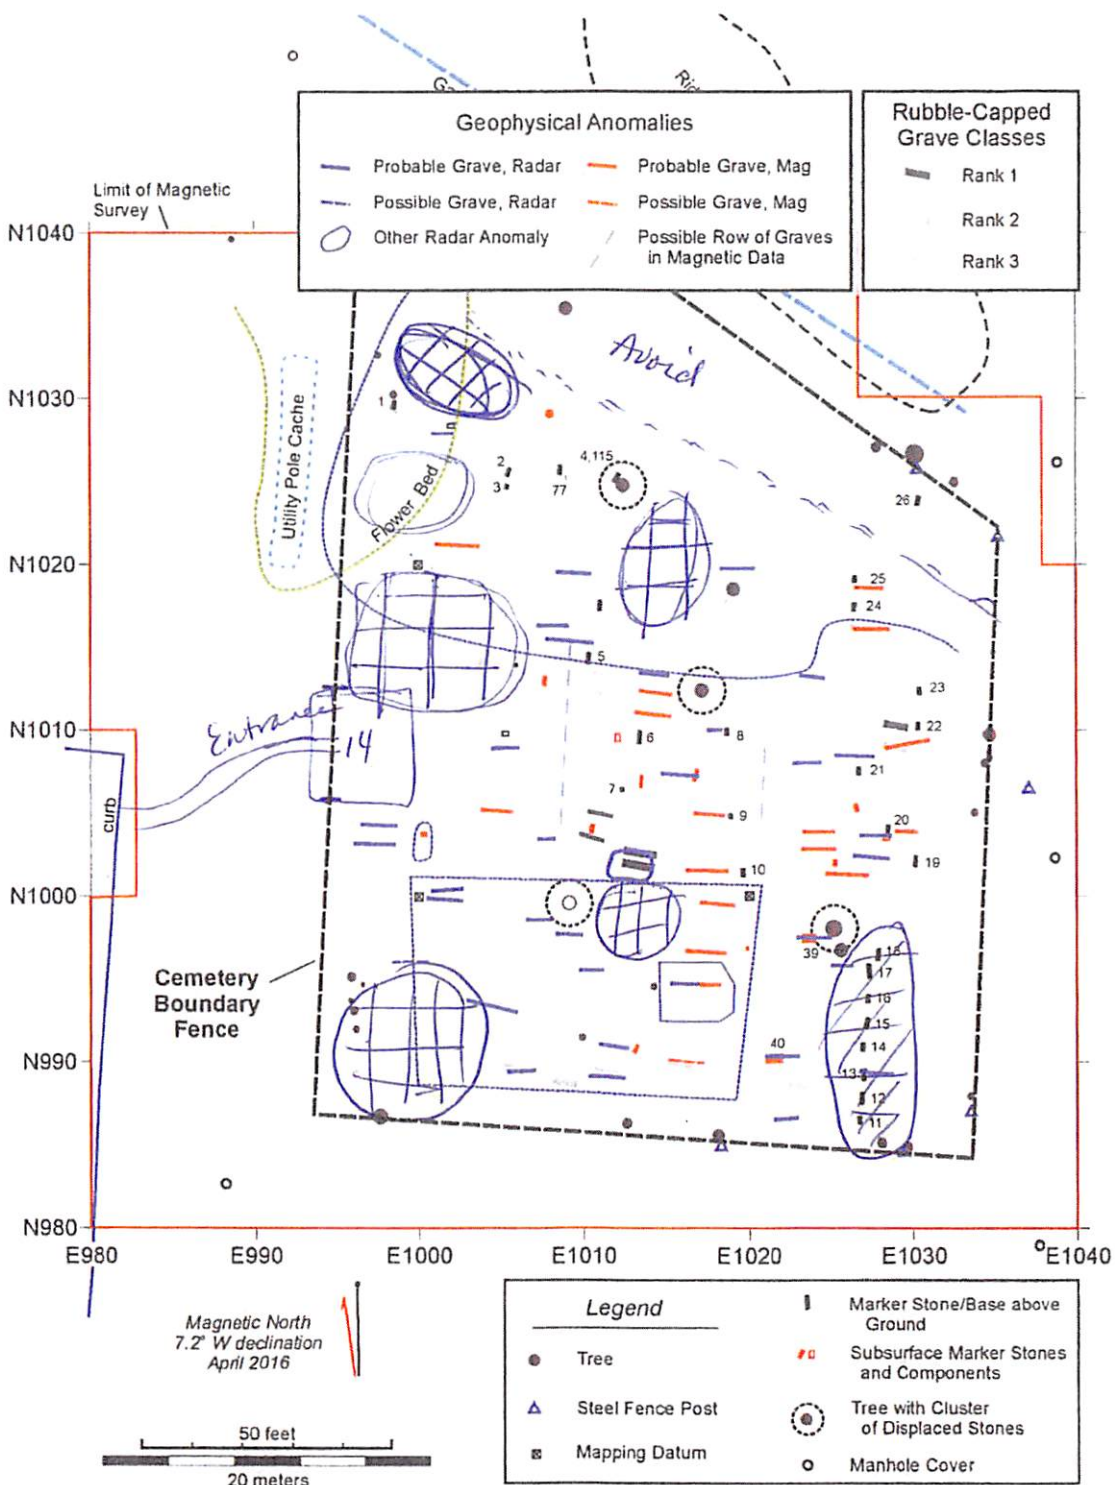 Geophysical Anomalies
Probable Grave, Radar
Probable Grave, Mag
Possible Grave, Radar
Possible Grave, Mag
Other Radar Anomaly
Possible Row of Graves
in Magnetic Data
Rubble-Capped
Grave Classes
Rank 1
Rank 2
Rank 3
Limit of Magnetic
Survey
N1040
N1030
N1020
N1010
N1000
N990
N980
Avoid
Utility Pole Cache
Flower Bed
1
2
3
77
4,115
26
25
24
5
23
22
6
8
7
21
9
20
19
10
Entrance
14
curb
Cemetery
Boundary
Fence
39
18
17
16
15
14
13
12
11
40
E980
E990
E1000
E1010
E1020
E1030
E1040
Magnetic North
7.2° W declination
April 2016
50 feet
20 meters
Legend
Tree
Steel Fence Post
Mapping Datum
Marker Stone/Base above
Ground
Subsurface Marker Stones
and Components
Tree with Cluster
of Displaced Stones
Manhole Cover